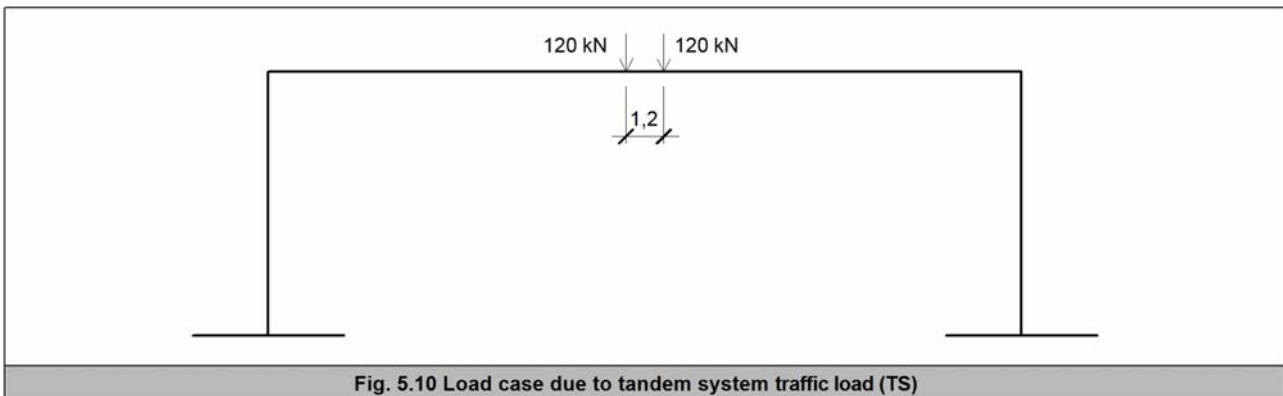 120 kN 120 kN
1,2
Fig. 5.10 Load case due to tandem system traffic load (TS)